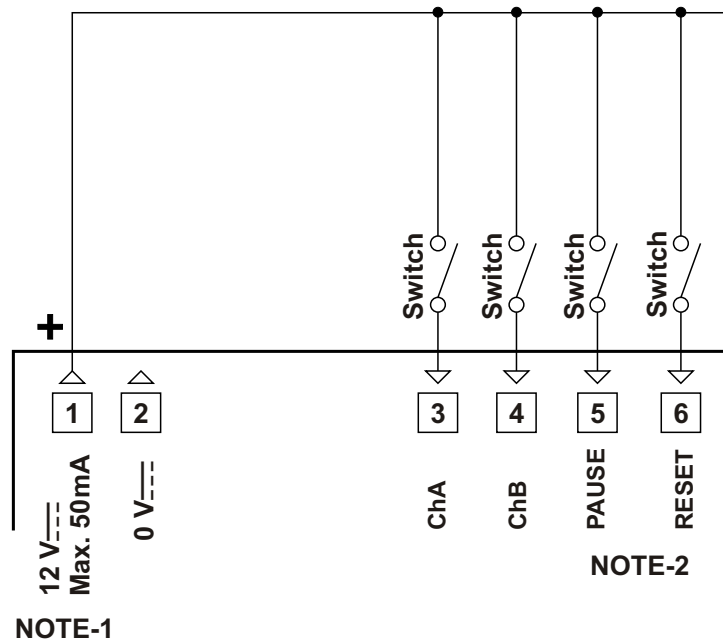 Switch
Switch
Switch
Switch
+
1
2
3
4
5
6
12 V
Max. 50mA
0 V
ChA
ChB
PAUSE
RESET
NOTE-2
NOTE-1